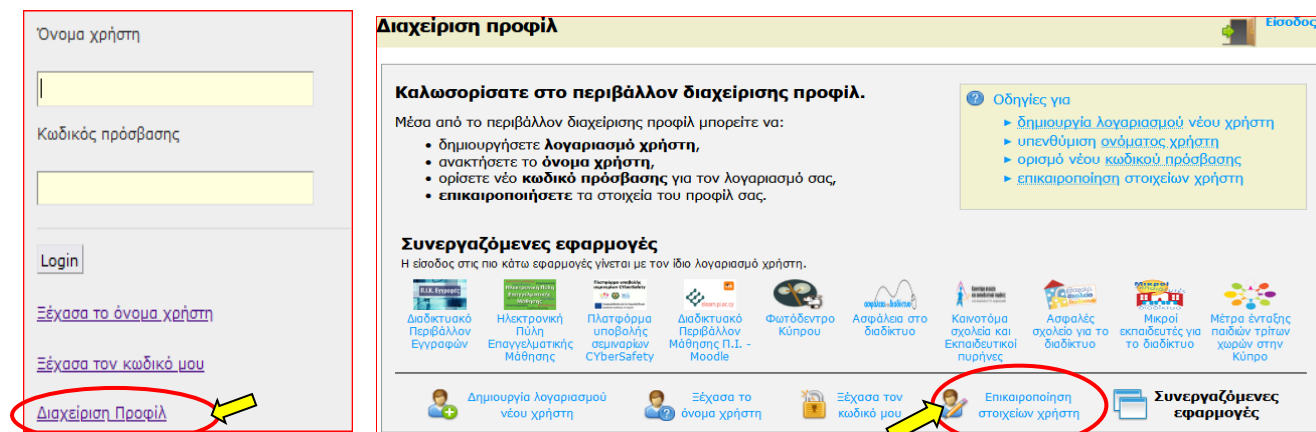 Όνομα χρήστη
Κωδικός πρόσβασης
Login
Ξέχασα το όνομα χρήστη
Ξέχασα τον κωδικό μου
Διαχείριση Προφίλ
Διαχείριση προφίλ
Είσοδος
Καλωσορίσατε στο περιβάλλον διαχείρισης προφίλ.
Μέσα από το περιβάλλον διαχείρισης προφίλ μπορείτε να:
• δημιουργήσετε λογαριασμό χρήστη,
• ανακτήσετε το όνομα χρήστη,
• ορίσετε νέο κωδικό πρόσβασης για τον λογαριασμό σας,
• επικαιροποιήσετε τα στοιχεία του προφίλ σας.
Οδηγίες για
► δημιουργία λογαριασμού νέου χρήστη
► υπενθύμιση ονόματος χρήστη
► ορισμό νέου κωδικού πρόσβασης
► επικαιροποίηση στοιχείων χρήστη
Συνεργαζόμενες εφαρμογές
Η είσοδος στις πιο κάτω εφαρμογές γίνεται με τον ίδιο λογαριασμό χρήστη.
Διαδικτυακό
Περιβάλλον
Εγγραφών
Ηλεκτρονική
Πύλη
Επαγγελματικής
Μάθησης
Πλατφόρμα
υποβολής
σεμιναρίων
CYberSafety
Διαδικτυακό
Περιβάλλον
Μάθησης Π.Ι. -
Moodle
Φωτόδεντρο
Κύπρου
Ασφάλεια στο
διαδίκτυο
Καινοτόμα
σχολεία και
Εκπαιδευτικοί
πυρήνες
Ασφαλές
σχολείο για το
διαδίκτυο
Μικροί
εκπαιδευτές για
το διαδίκτυο
Μέτρα ένταξης
παιδιών τρίτων
χωρών στην
Κύπρο
Δημιουργία λογαριασμού
νέου χρήστη
Ξέχασα το
όνομα χρήστη
Ξέχασα τον
κωδικό μου
Επικαιροποίηση
στοιχείων χρήστη
Συνεργαζόμενες
εφαρμογές